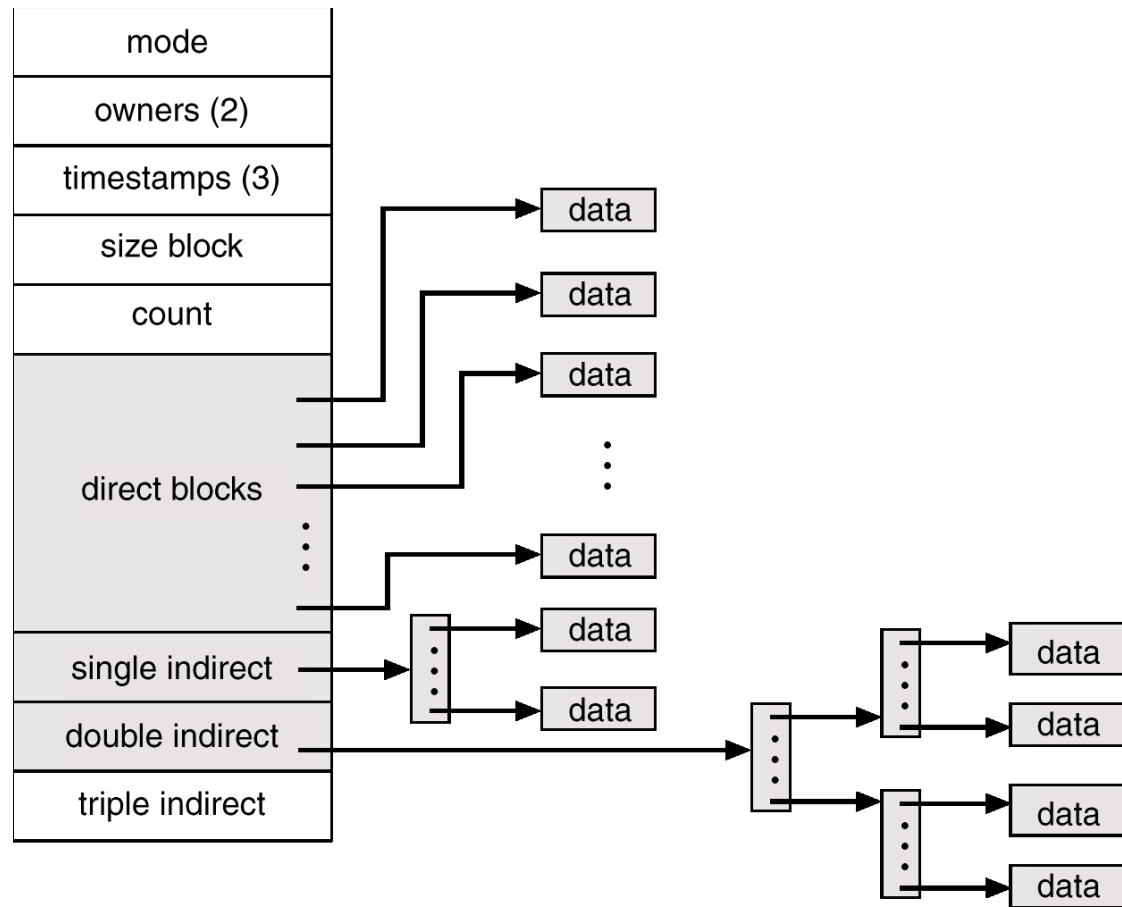 mode
owners (2)
timestamps (3)
size block
count
direct blocks
single indirect
double indirect
triple indirect
data
data
data
data
data
data
data
data
data
data